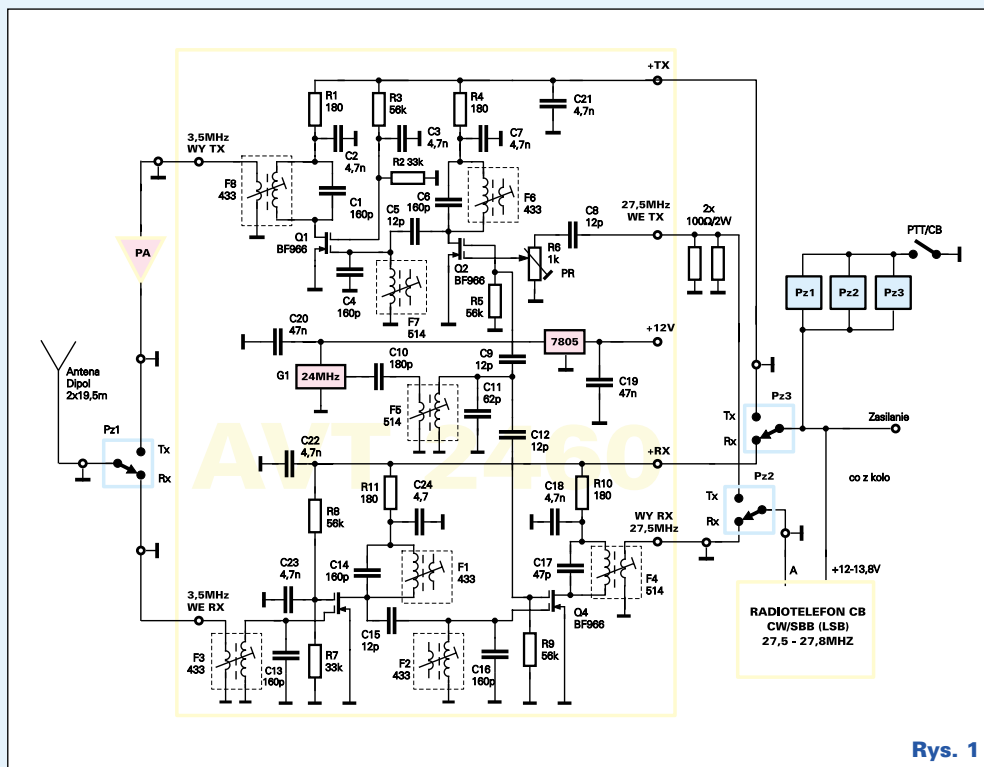 +TX
R1
180
R3
56k
R4
180
C21
4,7n
3,5MHz
WY TX
C2
4,7n
C3
4,7n
C7
4,7n
R2 33k
F8
433
C1
160p
C6
160p
F6
433
C5
12p
27,5MHz
WE TX
C8
12p
2x
100Ω/2W
PTT/CB
Q1
BF966
Q2
BF966
R6
1k
PR
PA
C4
160p
F7
514
R5
56k
Pz1
Pz2
Pz3
C20
47n
7805
+12V
G1
24MHz
C10
180p
C9
12p
C19
47n
Antena
Dipol
2x19,5m
F5
514
C11
62p
Pz3
Pz1
Tx
Rx
Tx
Rx
Zasilanie
C22
4,7n
C12
12p
AVT 2460
+RX
Pz2
co z kolo
R11
180
C24
4,7
C18
4,7n
R10
180
Tx
Rx
R8
56k
WY RX
27,5MHz
C23
4,7n
C14
160p
F1
433
C17
47p
F4
514
A
+12-13,8V
3,5MHz
WE RX
Q4
BF966
RADIOTELEFON CB
CW/SBB (LSB)
27,5 - 27,8MHZ
F3
433
C13
160p
R7
33k
C15
12p
F2
433
C16
160p
R9
56k
Rys. 1